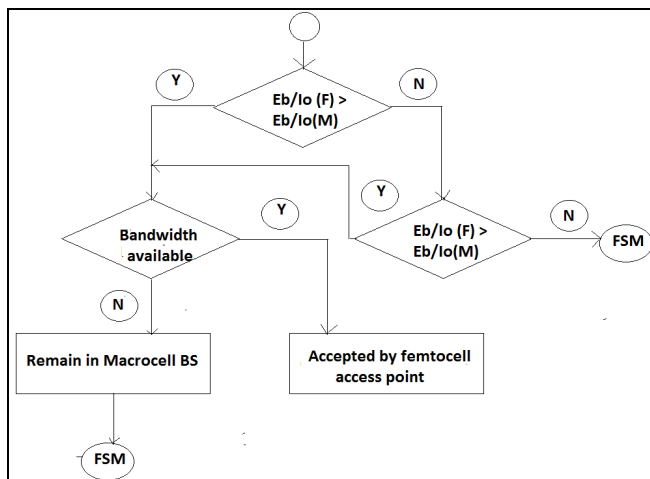 Y
Eb/Io (F) >
Eb/Io(M)
N
Y
Bandwidth
available
Y
Eb/Io (F) >
Eb/Io(M)
N
FSM
N
Remain in Macrocell BS
Accepted by femtocell
access point
FSM